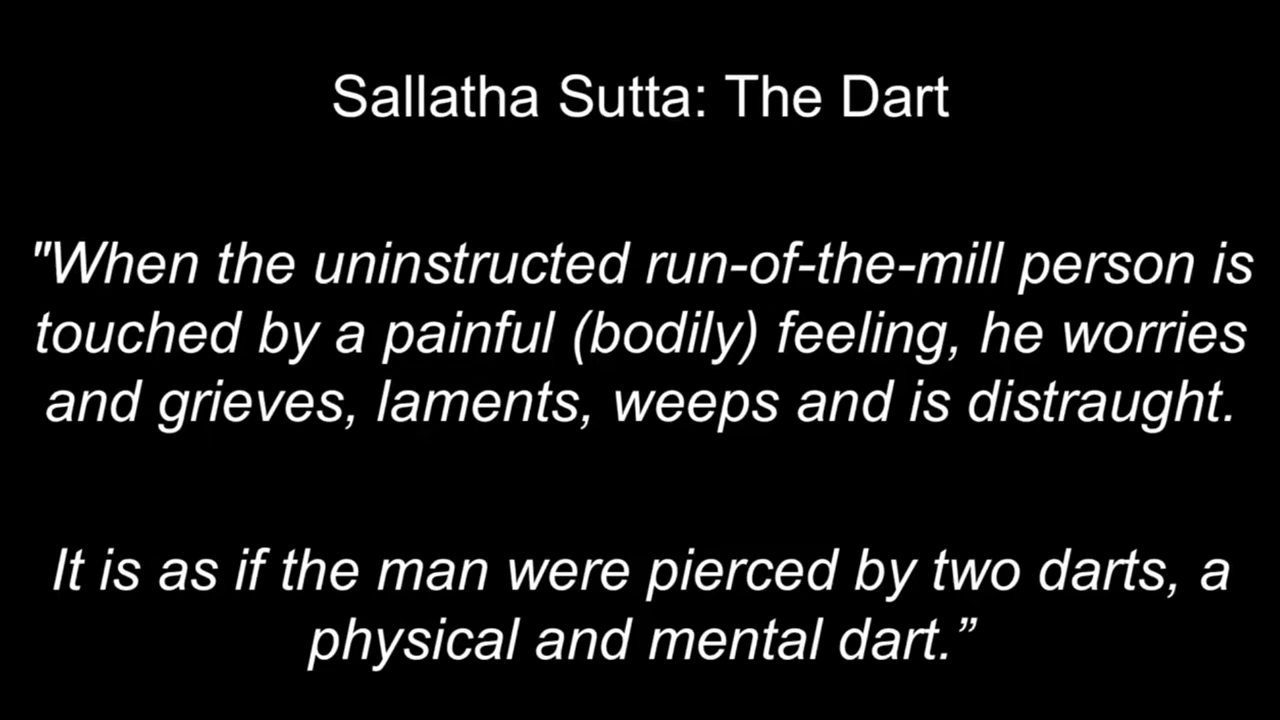 Sallatha Sutta: The Dart
"When the uninstructed run-of-the-mill person is
touched by a painful (bodily) feeling, he worries
and grieves, laments, weeps and is distraught.
It is as if the man were pierced by two darts, a
physical and mental dart.”